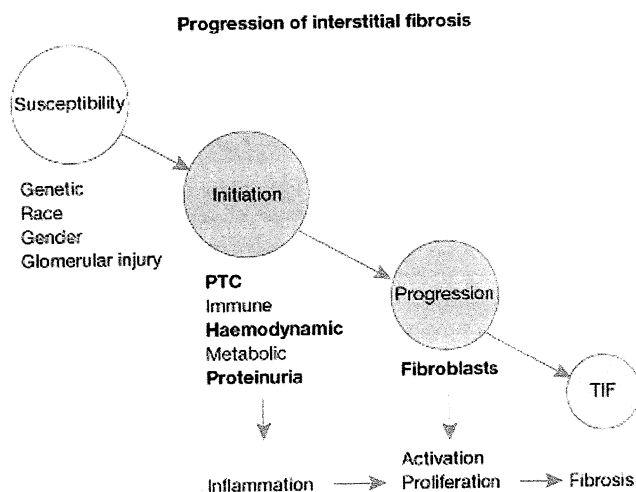 Progression of interstitial fibrosis
Susceptibility
Genetic
Race
Gender
Glomerular injury
Initiation
PTC
Immune
Haemodynamic
Metabolic
Proteinuria
Inflammation
Progression
Fibroblasts
Activation
Proliferation
TIF
Fibrosis